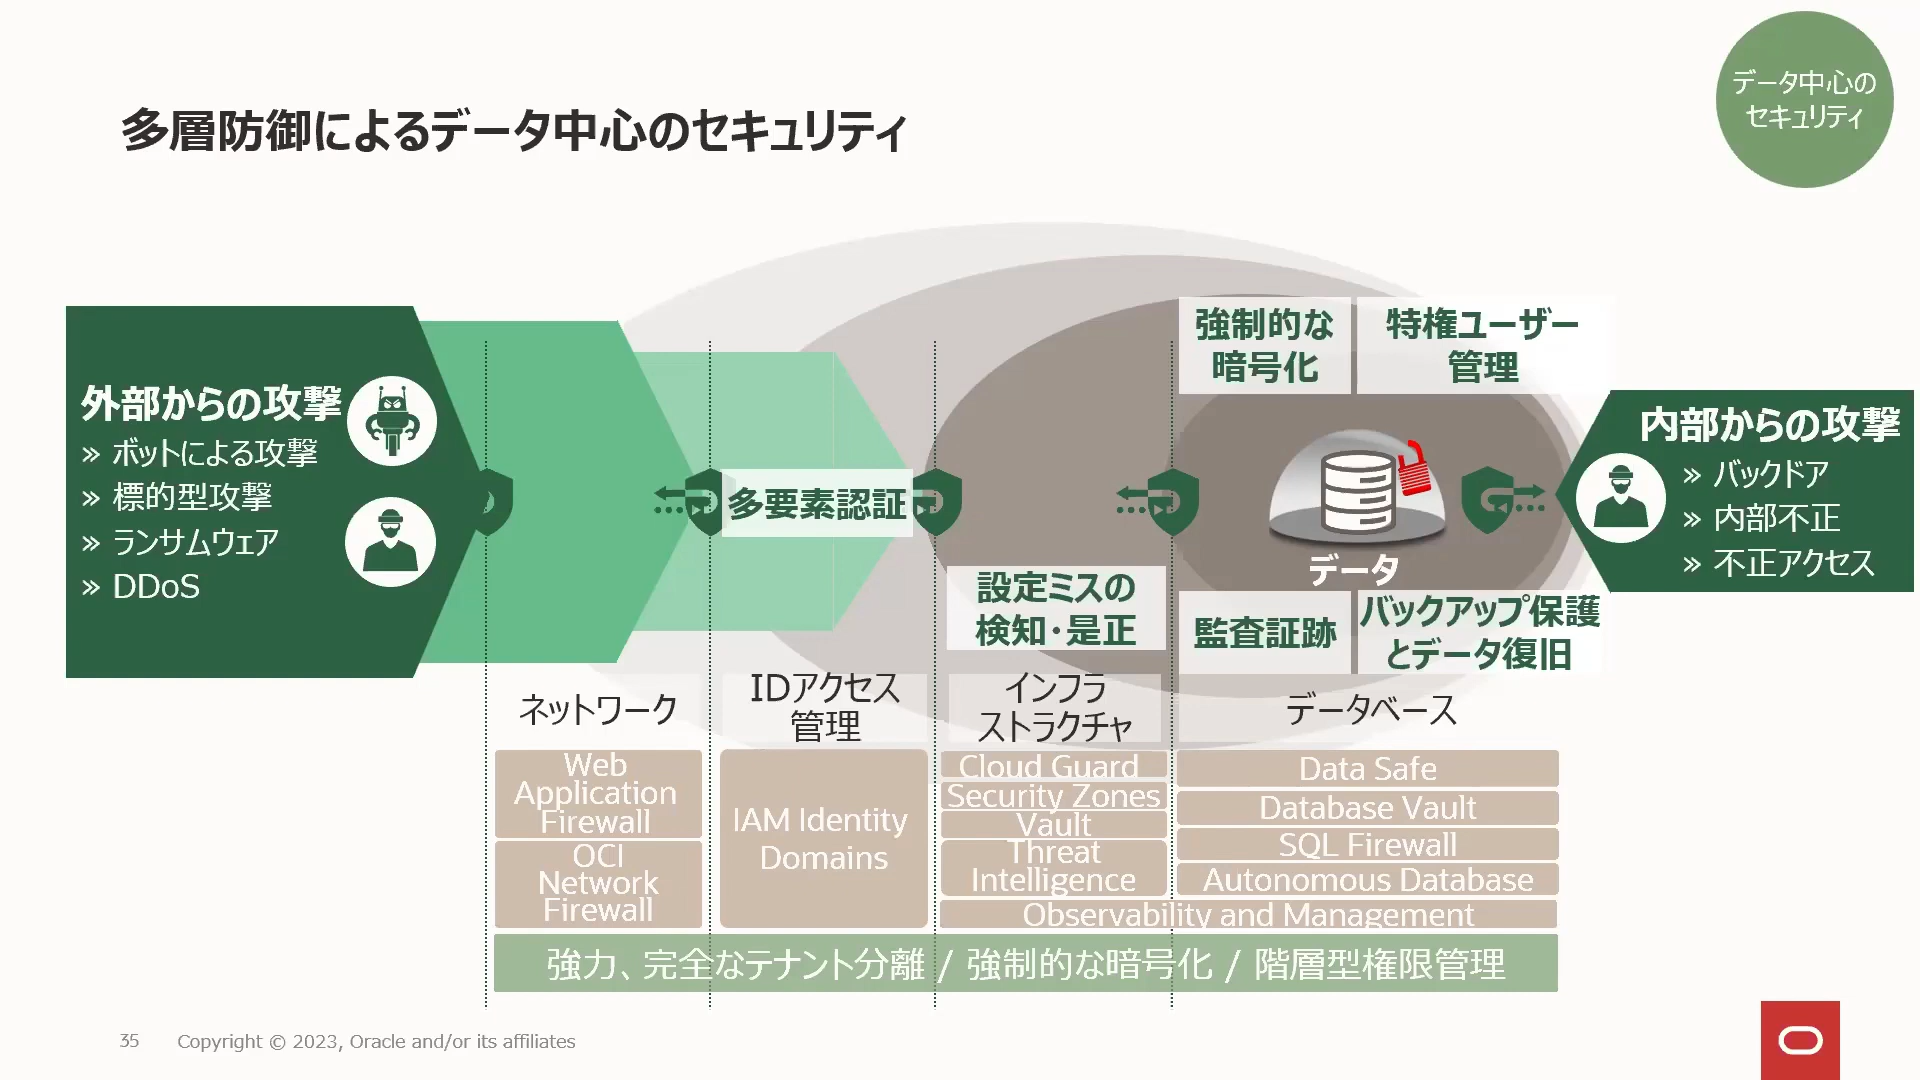 データ中心の
セキュリティ
多層防御によるデータ中心のセキュリティ
外部からの攻撃
» ボットによる攻撃
» 標的型攻撃
» ランサムウェア
» DDoS
多要素認証
設定ミスの
検知・是正
強制的な
暗号化
特権ユーザー
管理
データ
監査証跡
バックアップ保護
とデータ復旧
内部からの攻撃
» バックドア
» 内部不正
» 不正アクセス
ネットワーク
IDアクセス
管理
インフラ
ストラクチャ
データベース
Web
Application
Firewall
OCI
Network
Firewall
IAM Identity
Domains
Cloud Guard
Security Zones
Vault
Threat
Intelligence
Data Safe
Database Vault
SQL Firewall
Autonomous Database
Observability and Management
強力、完全なテナント分離 / 強制的な暗号化 / 階層型権限管理
35 Copyright © 2023, Oracle and/or its affiliates